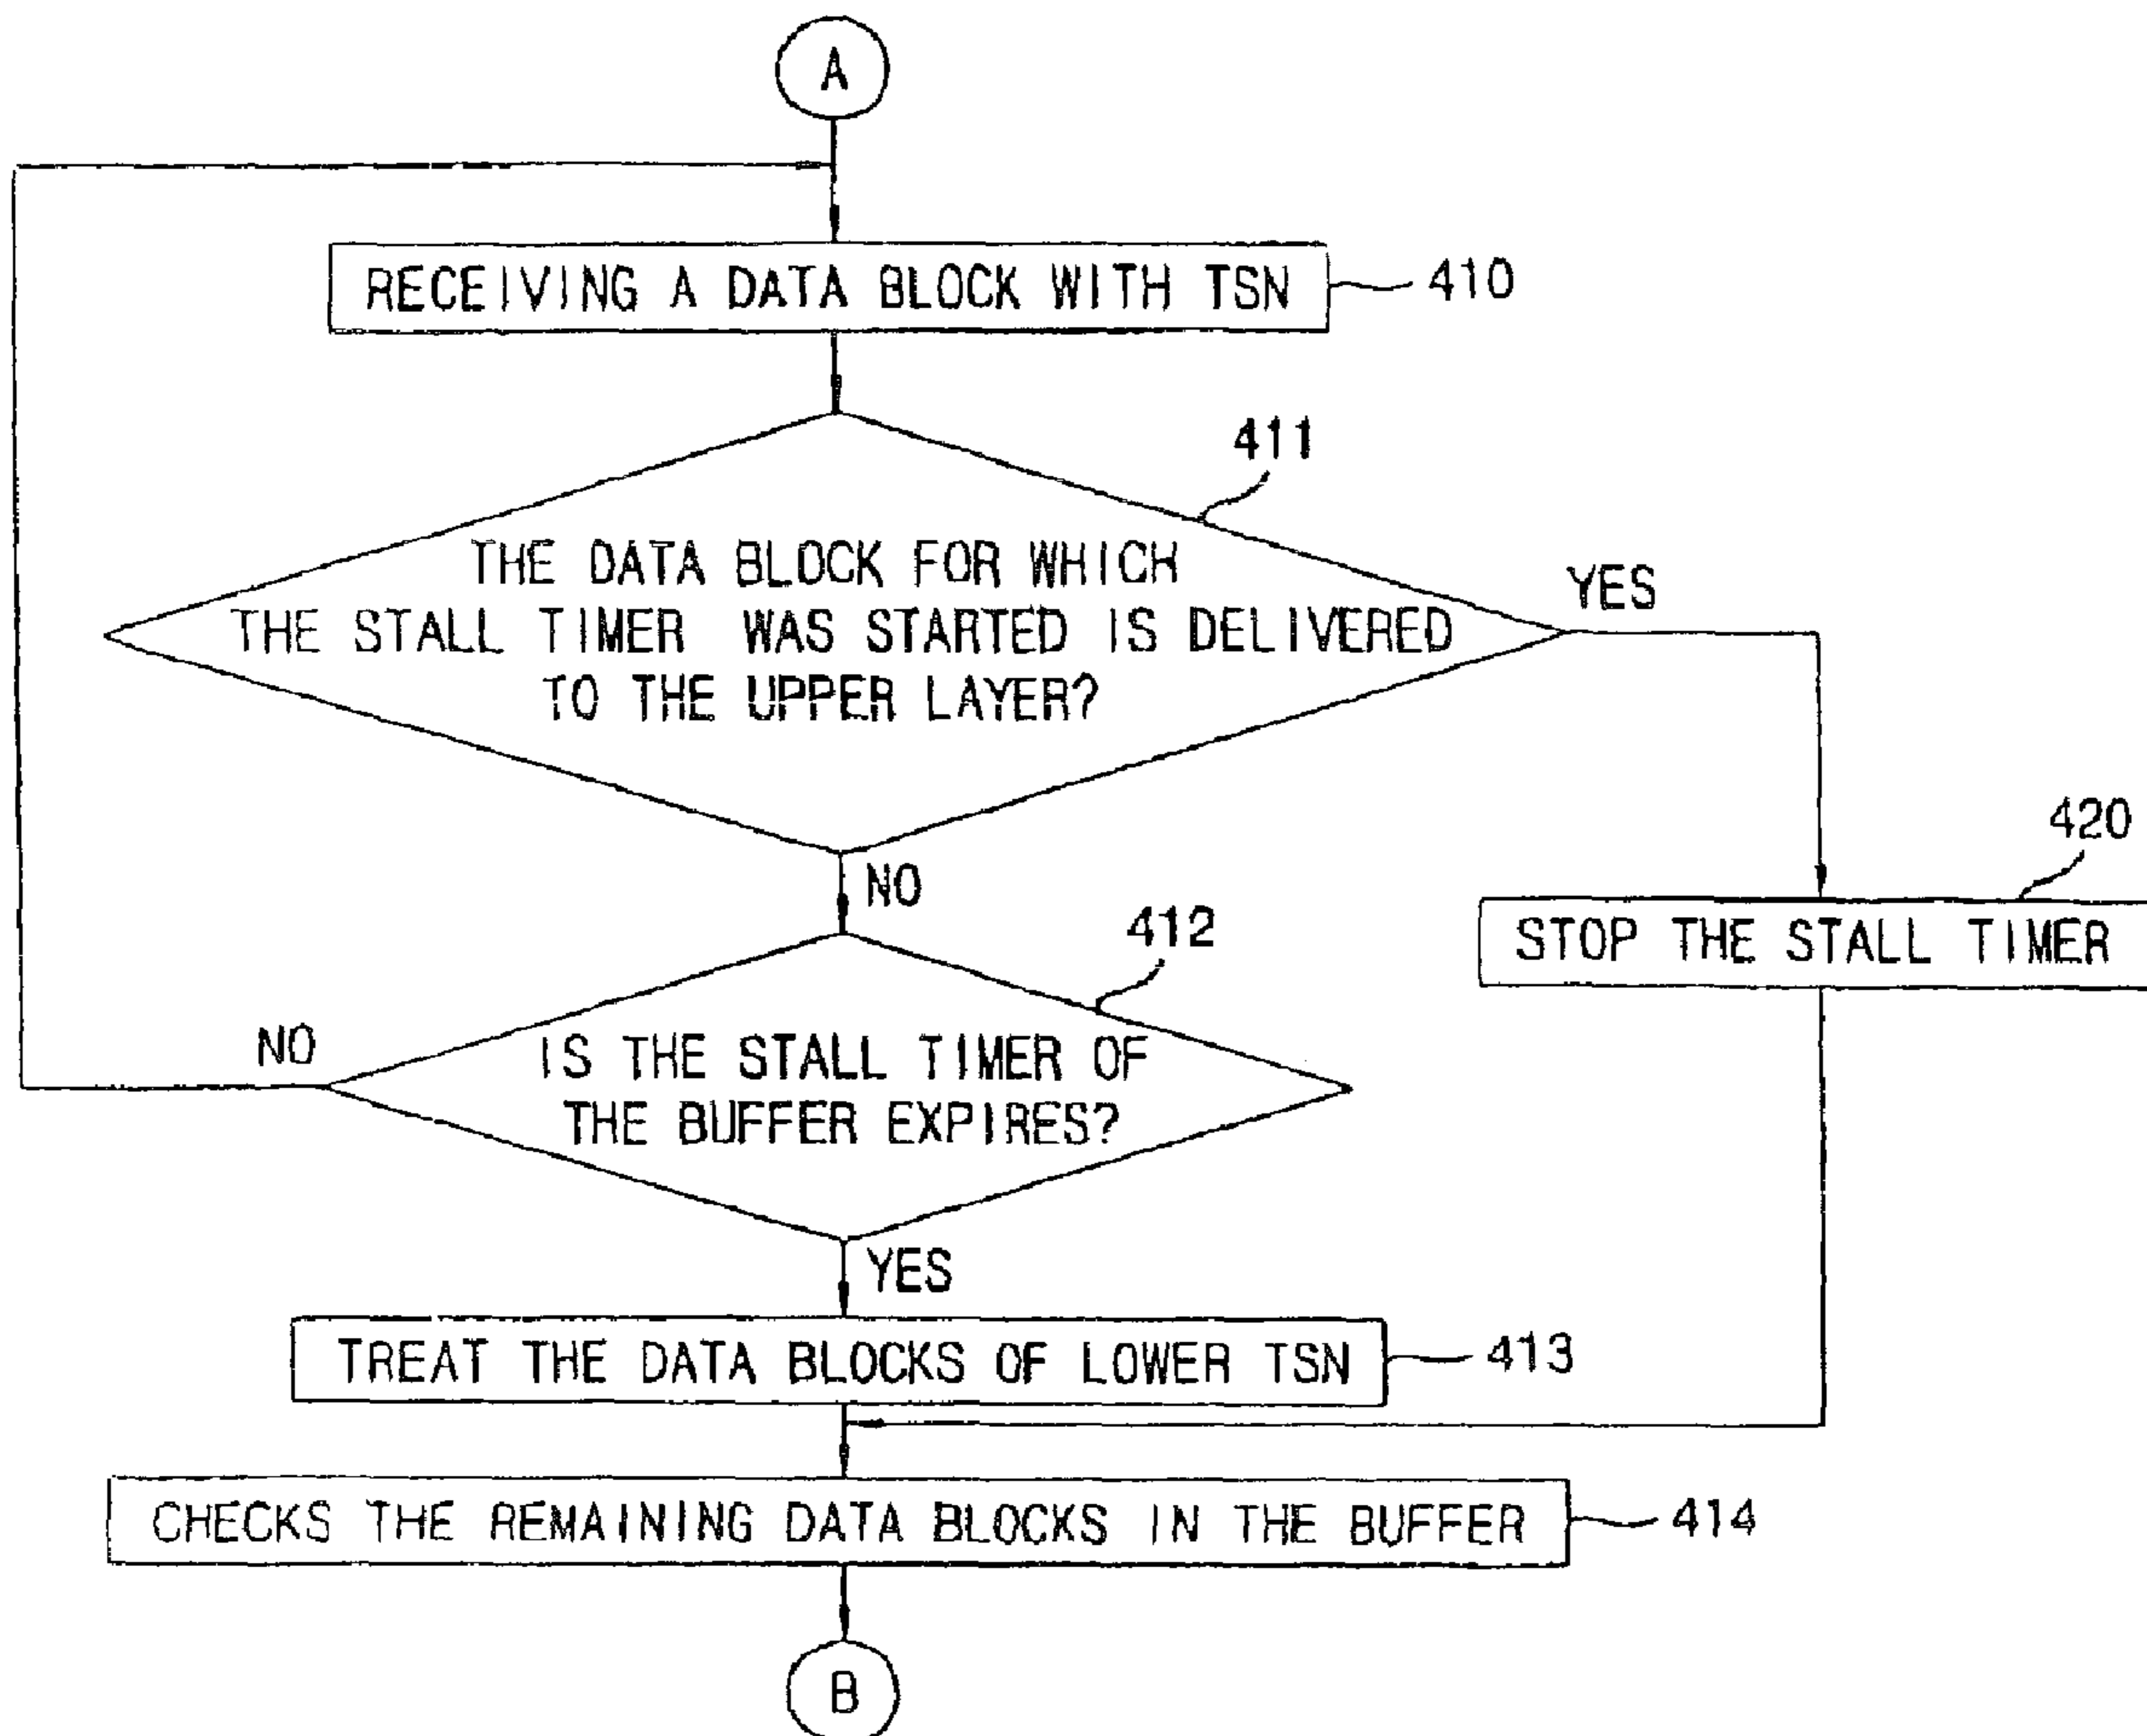 A
RECEIVING A DATA BLOCK WITH TSN
410
411
THE DATA BLOCK FOR WHICH
THE STALL TIMER WAS STARTED IS DELIVERED
TO THE UPPER LAYER?
YES
NO
420
STOP THE STALL TIMER
412
NO
IS THE STALL TIMER OF
THE BUFFER EXPIRES?
YES
TREAT THE DATA BLOCKS OF LOWER TSN
413
CHECKS THE REMAINING DATA BLOCKS IN THE BUFFER
414
B